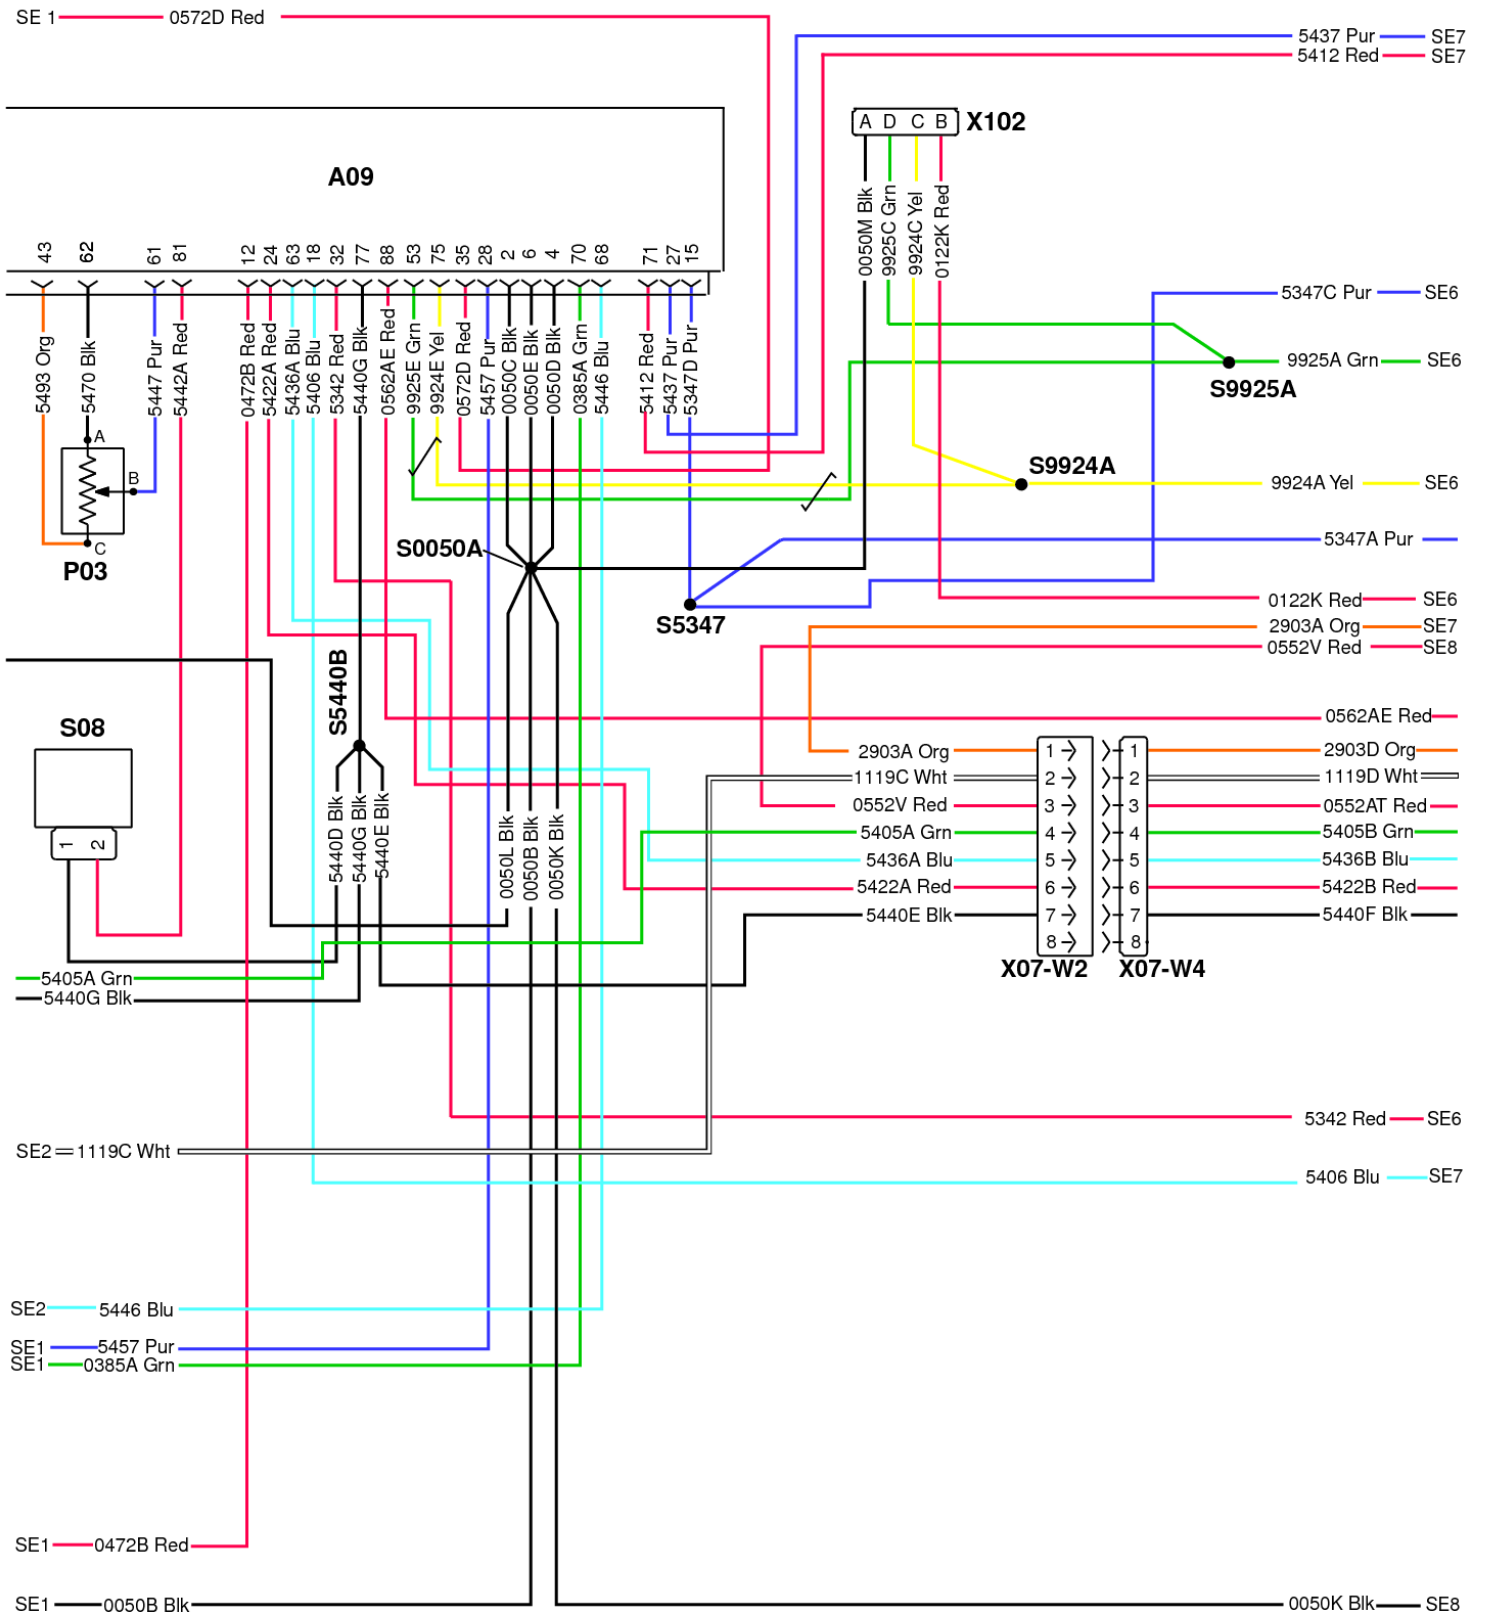 SE 1 0572D Red
5437 Pur SE7
5412 Red SE7
A D C B X102
A09
0050M Blk
9925C Grn
9924C Yel
0122K Red
43 62 61 81 12 24 63 18 32 77 88 53 75 35 28 2 6 4 70 68 71 27 15
5493 Org
5470 Blk
5447 Pur
5442A Red
0472B Red
5422A Red
5436A Blu
5406 Blu
5342 Red
5440G Blk
0562AE Red
9925E Grn
9924E Yel
0572D Red
5457 Pur
0050C Blk
0050E Blk
0050D Blk
0385A Grn
5446 Blu
5412 Red
5437 Pur
5347D Pur
5347C Pur SE6
9925A Grn SE6
S9925A
A
B
C
P03
S9924A
9924A Yel SE6
S0050A
5347A Pur
S5347
0122K Red SE6
2903A Org SE7
0552V Red SE8
S5440B
0562AE Red
S08
1 2
5440D Blk
5440G Blk
5440E Blk
0050L Blk
0050B Blk
0050K Blk
2903A Org 1 1 2903D Org
1119C Wht 2 2 1119D Wht
0552V Red 3 3 0552AT Red
5405A Grn 4 4 5405B Grn
5436A Blu 5 5 5436B Blu
5422A Red 6 6 5422B Red
5440E Blk 7 7 5440F Blk
8 8
X07-W2 X07-W4
5405A Grn
5440G Blk
5342 Red SE6
SE2 1119C Wht
5406 Blu SE7
SE2 5446 Blu
SE1 5457 Pur
SE1 0385A Grn
SE1 0472B Red
SE1 0050B Blk
0050K Blk SE8